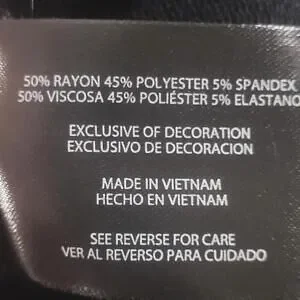 50% RAYON 45% POLYESTER 5% SPANDEX
50% VISCOSA 45% POLIÉSTER 5% ELASTANO
EXCLUSIVE OF DECORATION
EXCLUSIVO DE DECORACION
MADE IN VIETNAM
HECHO EN VIETNAM
SEE REVERSE FOR CARE
VER AL REVERSO PARA CUIDADO